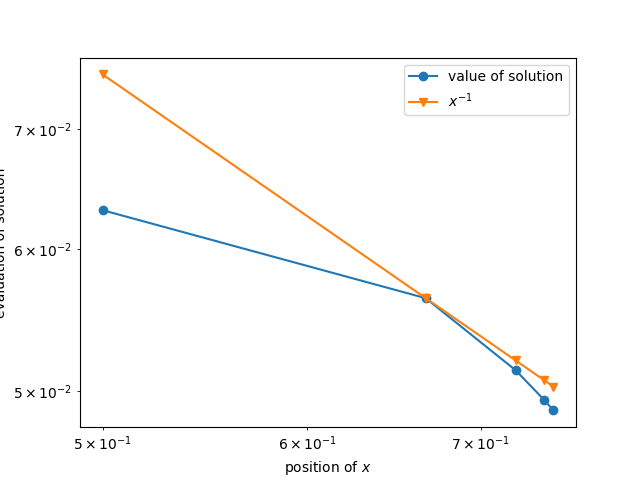 value of solution
x⁻¹
7 × 10⁻²
6 × 10⁻²
5 × 10⁻²
evaluation of solution
5 × 10⁻¹
6 × 10⁻¹
7 × 10⁻¹
position of x